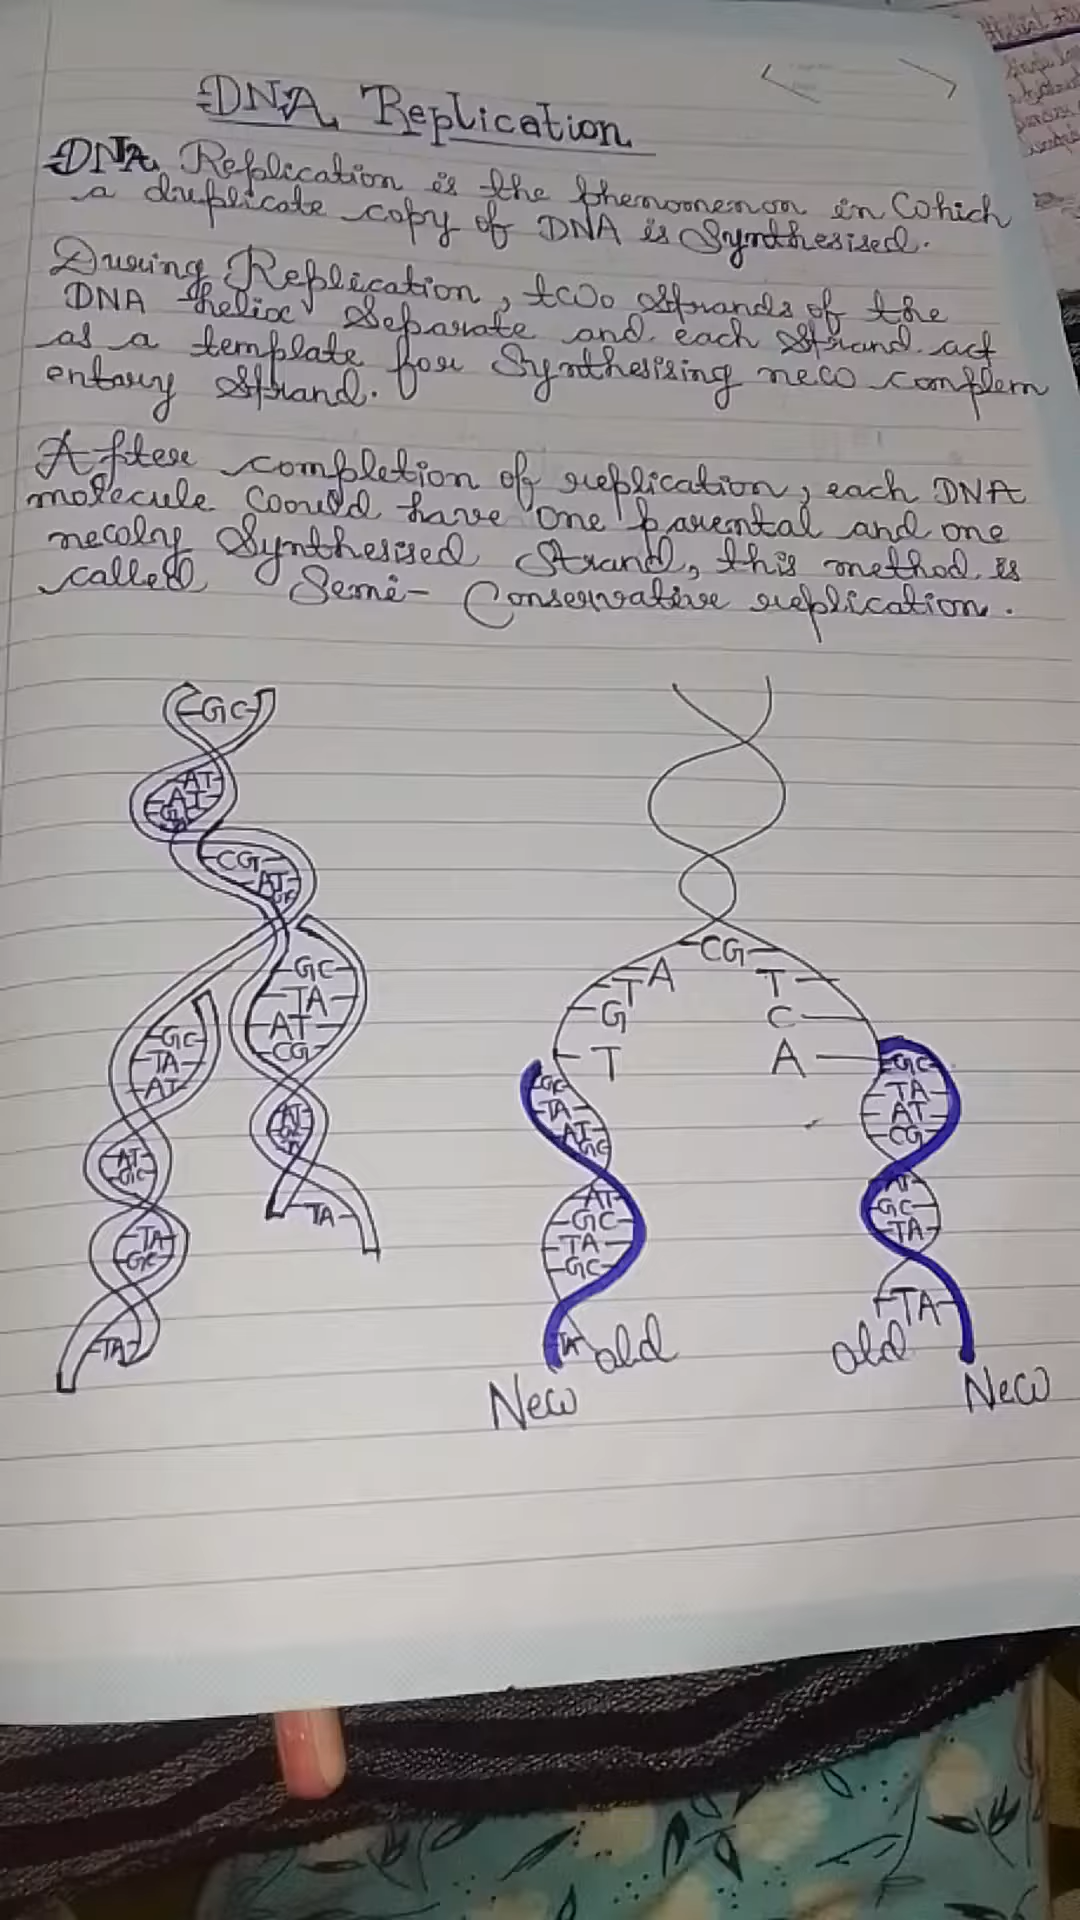 DNA Replication
DNA Replication is the phenomenon in which
a duplicate copy of DNA is Synthesised.
During Replication, two strands of the
DNA helix Separate and each strand act
as a template for Synthesizing new complem
entary strand.
After completion of replication, each DNA
molecule would have one parental and one
newly Synthesised Strand, this method is
called Semi- Conservative replication.
GC
AT
AT
CG
AT
GC
GC
TA
AT
CG
GC
TA
AT
AT
GC
AT
GC
TA
GC
TA
TA
CG
A
T
T
G
C
T
A
GC
TA
AT
GC
AT
GC
TA
GC
TA
old
New
GC
TA
AT
CG
AT
GC
TA
TA
old
New